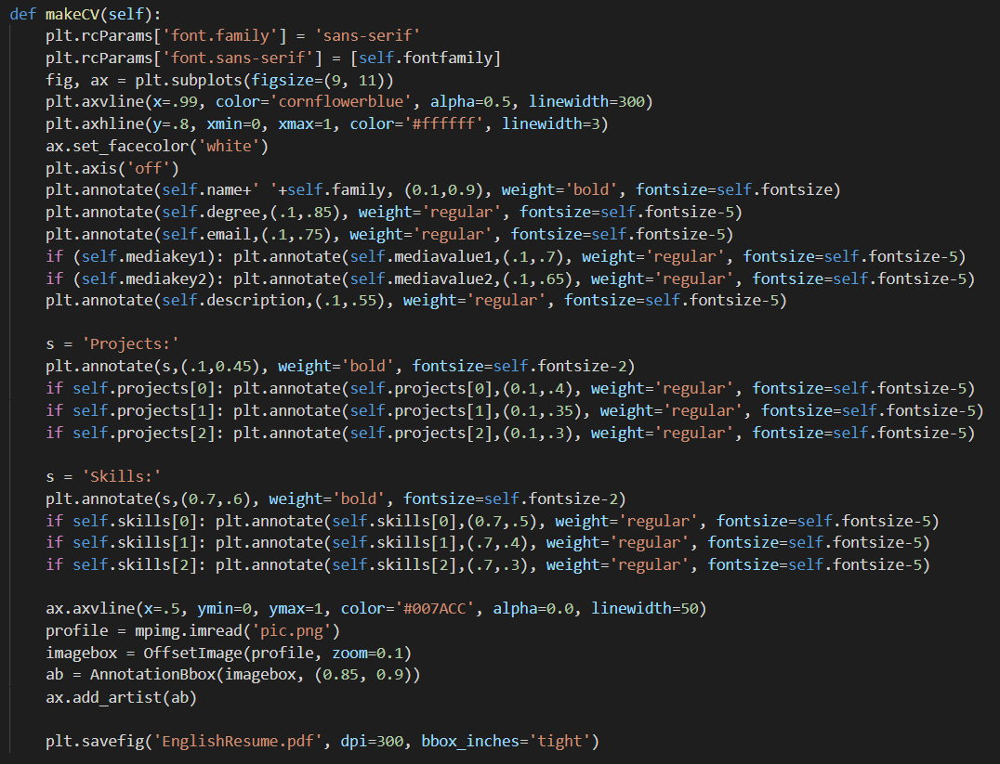 def makeCV(self):
    plt.rcParams['font.family'] = 'sans-serif'
    plt.rcParams['font.sans-serif'] = [self.fontfamily]
    fig, ax = plt.subplots(figsize=(9, 11))
    plt.axvline(x=.99, color='cornflowerblue', alpha=0.5, linewidth=300)
    plt.axhline(y=.8, xmin=0, xmax=1, color='#ffffff', linewidth=3)
    ax.set_facecolor('white')
    plt.axis('off')
    plt.annotate(self.name+' '+self.family, (0.1,0.9), weight='bold', fontsize=self.fontsize)
    plt.annotate(self.degree,(.1,.85), weight='regular', fontsize=self.fontsize-5)
    plt.annotate(self.email,(.1,.75), weight='regular', fontsize=self.fontsize-5)
    if (self.mediakey1): plt.annotate(self.mediavalue1,(.1,.7), weight='regular', fontsize=self.fontsize-5)
    if (self.mediakey2): plt.annotate(self.mediavalue2,(.1,.65), weight='regular', fontsize=self.fontsize-5)
    plt.annotate(self.description,(.1,.55), weight='regular', fontsize=self.fontsize-5)

    s = 'Projects:'
    plt.annotate(s,(.1,0.45), weight='bold', fontsize=self.fontsize-2)
    if self.projects[0]: plt.annotate(self.projects[0],(0.1,.4), weight='regular', fontsize=self.fontsize-5)
    if self.projects[1]: plt.annotate(self.projects[1],(0.1,.35), weight='regular', fontsize=self.fontsize-5)
    if self.projects[2]: plt.annotate(self.projects[2],(0.1,.3), weight='regular', fontsize=self.fontsize-5)

    s = 'Skills:'
    plt.annotate(s,(0.7,.6), weight='bold', fontsize=self.fontsize-2)
    if self.skills[0]: plt.annotate(self.skills[0],(0.7,.5), weight='regular', fontsize=self.fontsize-5)
    if self.skills[1]: plt.annotate(self.skills[1],(.7,.4), weight='regular', fontsize=self.fontsize-5)
    if self.skills[2]: plt.annotate(self.skills[2],(.7,.3), weight='regular', fontsize=self.fontsize-5)

    ax.axvline(x=.5, ymin=0, ymax=1, color='#007ACC', alpha=0.0, linewidth=50)
    profile = mpimg.imread('pic.png')
    imagebox = OffsetImage(profile, zoom=0.1)
    ab = AnnotationBbox(imagebox, (0.85, 0.9))
    ax.add_artist(ab)

    plt.savefig('EnglishResume.pdf', dpi=300, bbox_inches='tight')